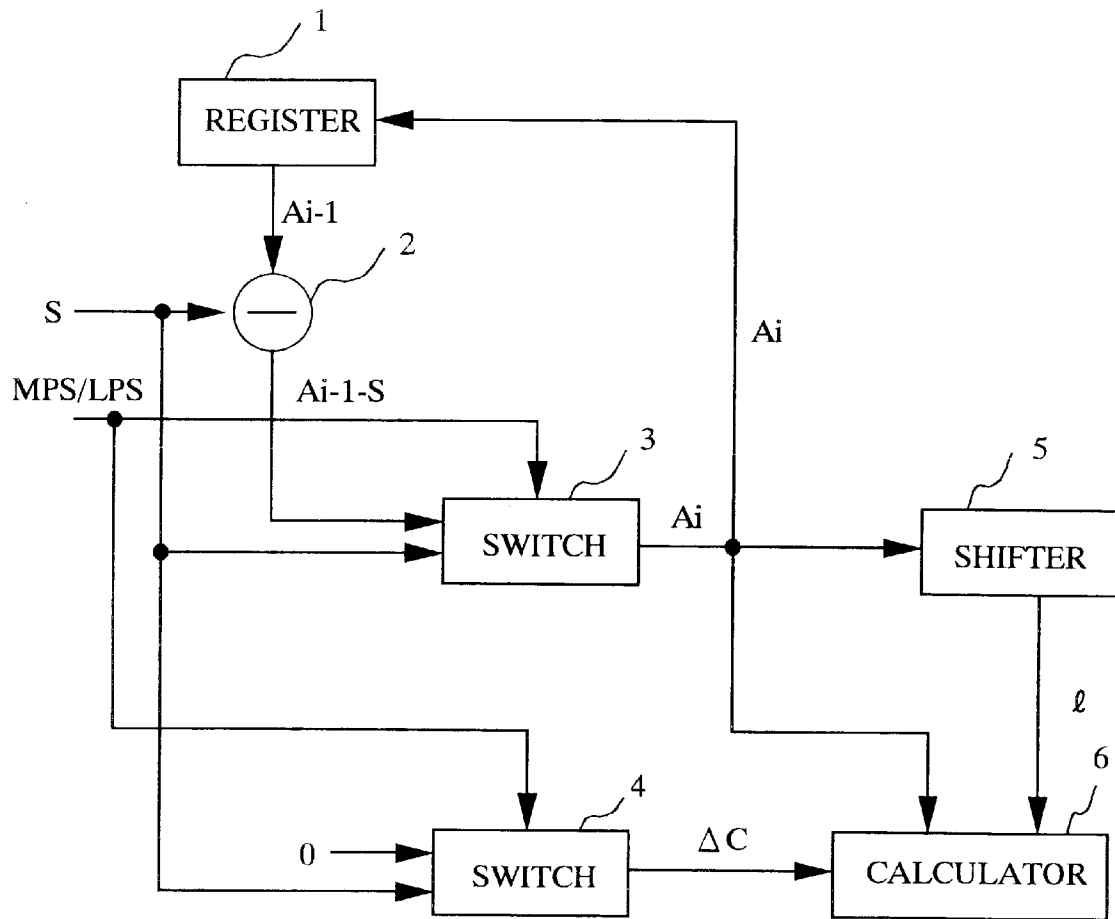 1
REGISTER
Ai-1
2
S
Ai
MPS/LPS
Ai-1-S
3
5
Ai
SWITCH
SHIFTER
ℓ
4
6
ΔC
0
SWITCH
CALCULATOR